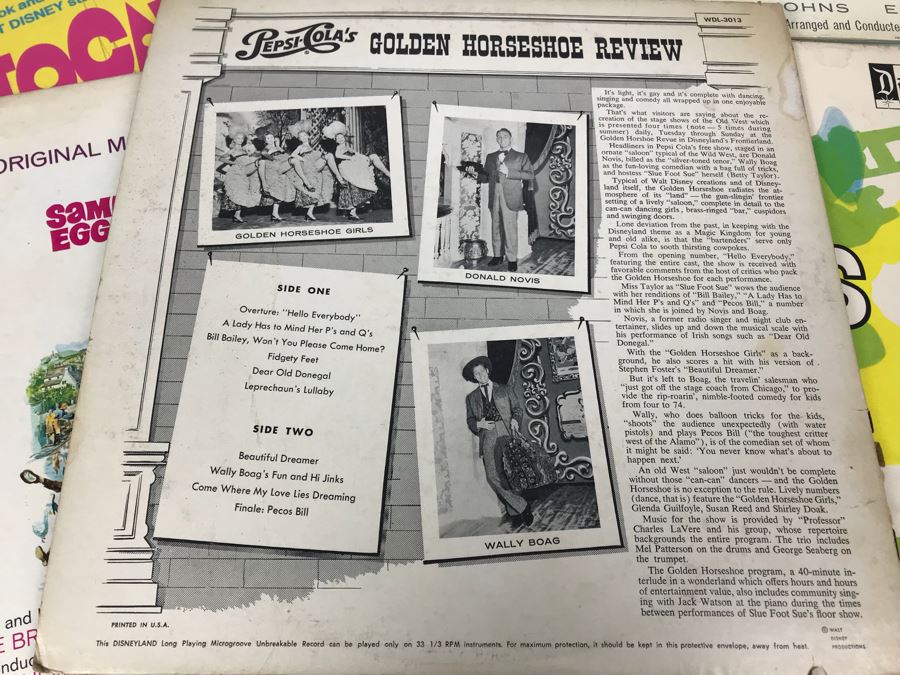 ok an
T DISNEY st
TOCA
ORIGINAL M
SAM
EGG
and
E BR
nduc
OHNS E
Arranged and Conducte
D
S
WDL-3013
PEPSI-COLA'S GOLDEN HORSESHOE REVIEW
GOLDEN HORSESHOE GIRLS
DONALD NOVIS
SIDE ONE
Overture: "Hello Everybody"
A Lady Has to Mind Her P's and Q's
Bill Bailey, Won't You Please Come Home?
Fidgety Feet
Dear Old Donegal
Leprechaun's Lullaby
SIDE TWO
Beautiful Dreamer
Wally Boag's Fun and Hi Jinks
Come Where My Love Lies Dreaming
Finale: Pecos Bill
WALLY BOAG
It's light, it's gay and it's complete with dancing,
singing and comedy all wrapped up in one enjoyable
package.
That's what visitors are saying about the re-
creation of the stage shows of the Old West which
is presented four times (note — 5 times during
summer) daily, Tuesday through Sunday at the
Golden Horshoe Revue in Disneyland's Frontierland.
Headliners in Pepsi Cola's free show, staged in an
ornate "saloon" typical of the Wild West, are Donald
Novis, billed as the "silver-toned tenor," Wally Boag
as the fun-loving comedian with a bag full of tricks,
and hostess "Slue Foot Sue" herself (Betty Taylor).
Typical of Walt Disney creations and of Disney-
land itself, the Golden Horseshoe radiates the at-
mosphere of its "land" — the gun-slingin' frontier
setting of a lively "saloon," complete in detail to the
can-can dancing girls, brass-ringed "bar," cuspidors
and swinging doors.
Lone deviation from the past, in keeping with the
Disneyland theme as a Magic Kingdom for young
and old alike, is that the "bartenders" serve only
Pepsi Cola to sooth thirsting cowpokes.
From the opening number, "Hello Everybody,"
featuring the entire cast, the show is received with
favorable comments from the host of critics who pack
the Golden Horseshoe for each performance.
Miss Taylor as "Slue Foot Sue" wows the audience
with her renditions of "Bill Bailey," "A Lady Has to
Mind Her P's and Q's" and "Pecos Bill," a number
in which she is joined by Novis and Boag.
Novis, a former radio singer and night club en-
tertainer, slides up and down the musical scale with
his performance of Irish songs such as "Dear Old
Donegal."
With the "Golden Horseshoe Girls" as a back-
ground, he also scores a hit with his version of
Stephen Foster's "Beautiful Dreamer."
But it's left to Boag, the travelin' salesman who
"just got off the stage coach from Chicago," to pro-
vide the rip-roarin', nimble-footed comedy for kids
from four to 74.
Wally, who does balloon tricks for the kids,
"shoots" the audience unexpectedly (with water
pistols) and plays Pecos Bill ("the toughest critter
west of the Alamo"), is of the comedian set of whom
it might be said: 'You never know what's about to
happen next.'
An old West "saloon" just wouldn't be complete
without those "can-can" dancers — and the Golden
Horseshoe is no exception to the rule. Lively numbers
(dance, that is) feature the "Golden Horseshoe Girls,"
Glenda Guilfoyle, Susan Reed and Shirley Doak.
Music for the show is provided by "Professor"
Charles LaVere and his group, whose repertoire
backgrounds the entire program. The trio includes
Mel Patterson on the drums and George Seaberg on
the trumpet.
The Golden Horseshoe program, a 40-minute in-
terlude in a wonderland which offers hours and hours
of entertainment value, also includes community sing-
ing with Jack Watson at the piano during the times
between performances of Slue Foot Sue's floor show.
© WALT
DISNEY
PRODUCTIONS
PRINTED IN U.S.A.
This DISNEYLAND Long Playing Microgroove Unbreakable Record can be played only on 33 1/3 RPM instruments. For maximum protection, it should be kept in this protective envelope, away from heat.